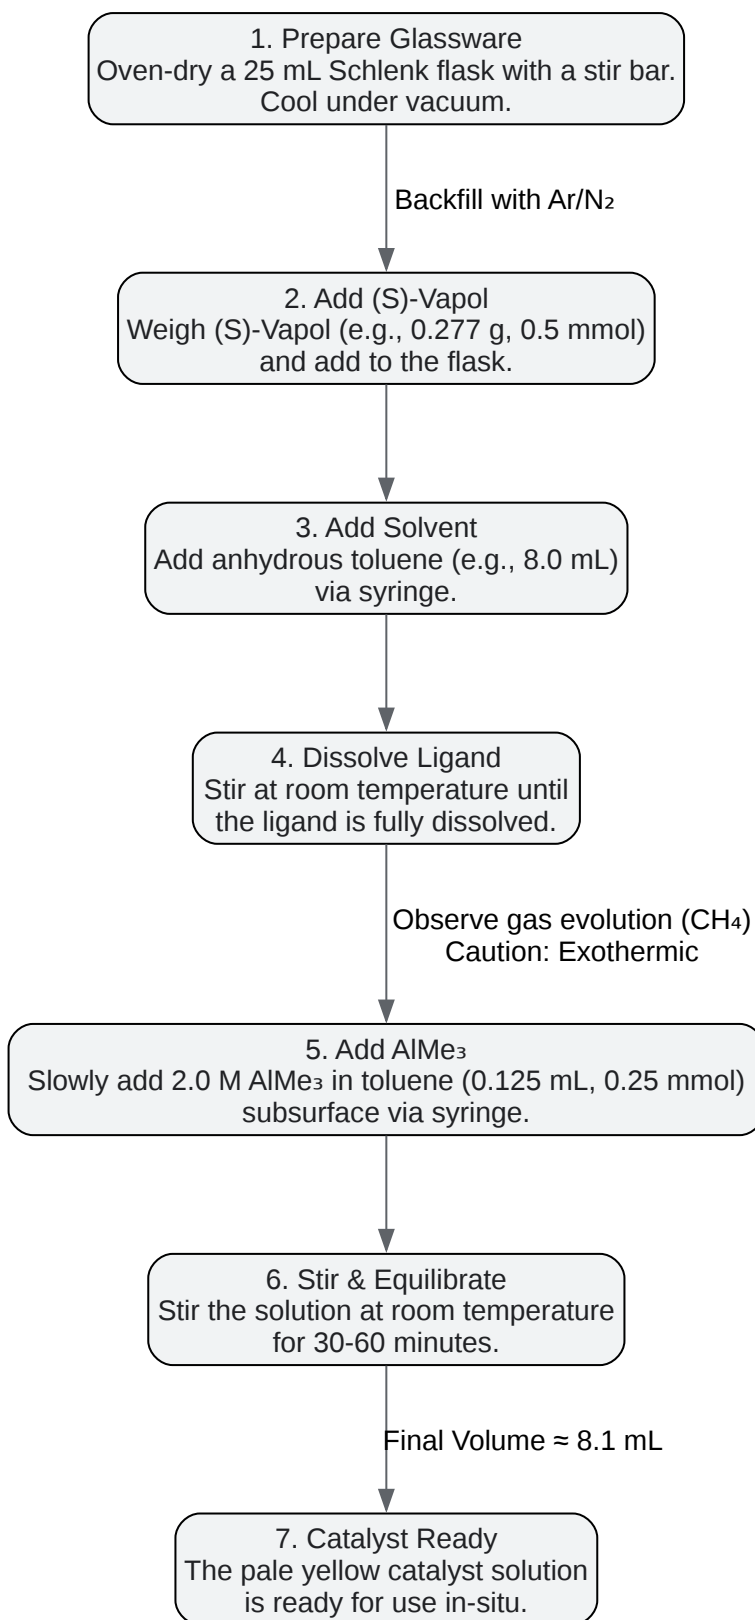 1. Prepare Glassware
Oven-dry a 25 mL Schlenk flask with a stir bar.
Cool under vacuum.
Backfill with Ar/N₂
2. Add (S)-Vapol
Weigh (S)-Vapol (e.g., 0.277 g, 0.5 mmol)
and add to the flask.
3. Add Solvent
Add anhydrous toluene (e.g., 8.0 mL)
via syringe.
4. Dissolve Ligand
Stir at room temperature until
the ligand is fully dissolved.
Observe gas evolution (CH₄)
Caution: Exothermic
5. Add AlMe₃
Slowly add 2.0 M AlMe₃ in toluene (0.125 mL, 0.25 mmol)
subsurface via syringe.
6. Stir & Equilibrate
Stir the solution at room temperature
for 30-60 minutes.
Final Volume ≈ 8.1 mL
7. Catalyst Ready
The pale yellow catalyst solution
is ready for use in-situ.